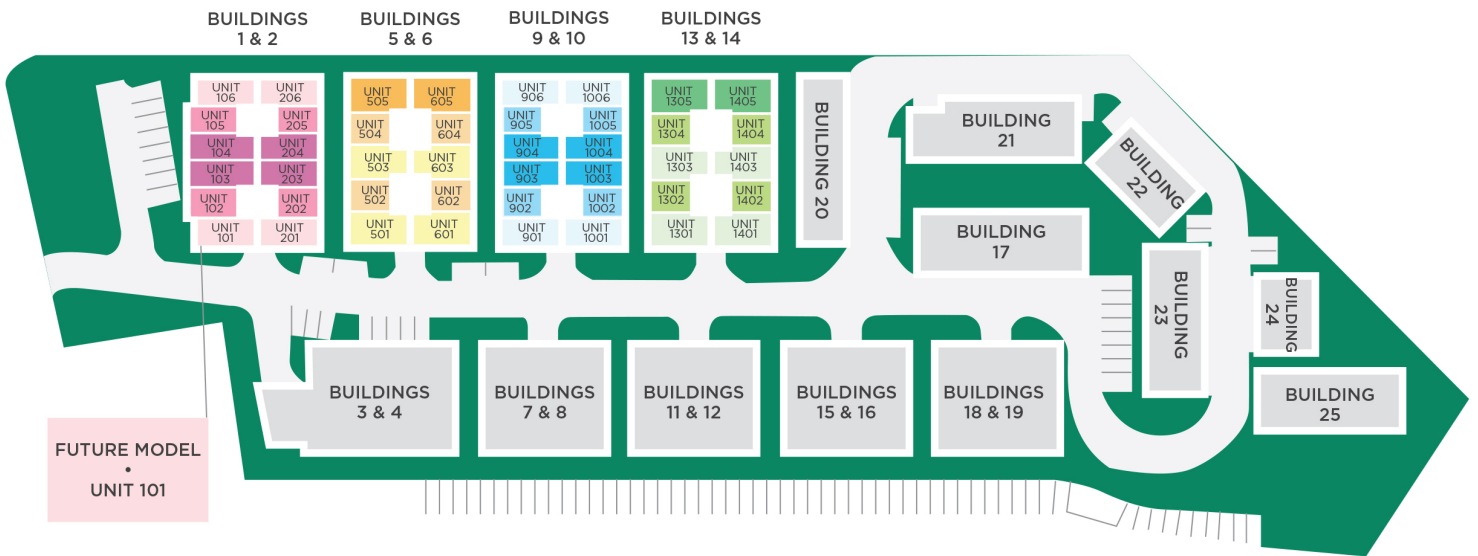 BUILDINGS
1 & 2
BUILDINGS
5 & 6
BUILDINGS
9 & 10
BUILDINGS
13 & 14
UNIT
106
UNIT
206
UNIT
105
UNIT
205
UNIT
104
UNIT
204
UNIT
103
UNIT
203
UNIT
102
UNIT
202
UNIT
101
UNIT
201
UNIT
505
UNIT
605
UNIT
504
UNIT
604
UNIT
503
UNIT
603
UNIT
502
UNIT
602
UNIT
501
UNIT
601
UNIT
906
UNIT
1006
UNIT
905
UNIT
1005
UNIT
904
UNIT
1004
UNIT
903
UNIT
1003
UNIT
902
UNIT
1002
UNIT
901
UNIT
1001
UNIT
1305
UNIT
1405
UNIT
1304
UNIT
1404
UNIT
1303
UNIT
1403
UNIT
1302
UNIT
1402
UNIT
1301
UNIT
1401
BUILDING 20
BUILDING
21
BUILDING
22
BUILDING
17
BUILDING
23
BUILDING
24
BUILDING
25
BUILDINGS
3 & 4
BUILDINGS
7 & 8
BUILDINGS
11 & 12
BUILDINGS
15 & 16
BUILDINGS
18 & 19
FUTURE MODEL
•
UNIT 101